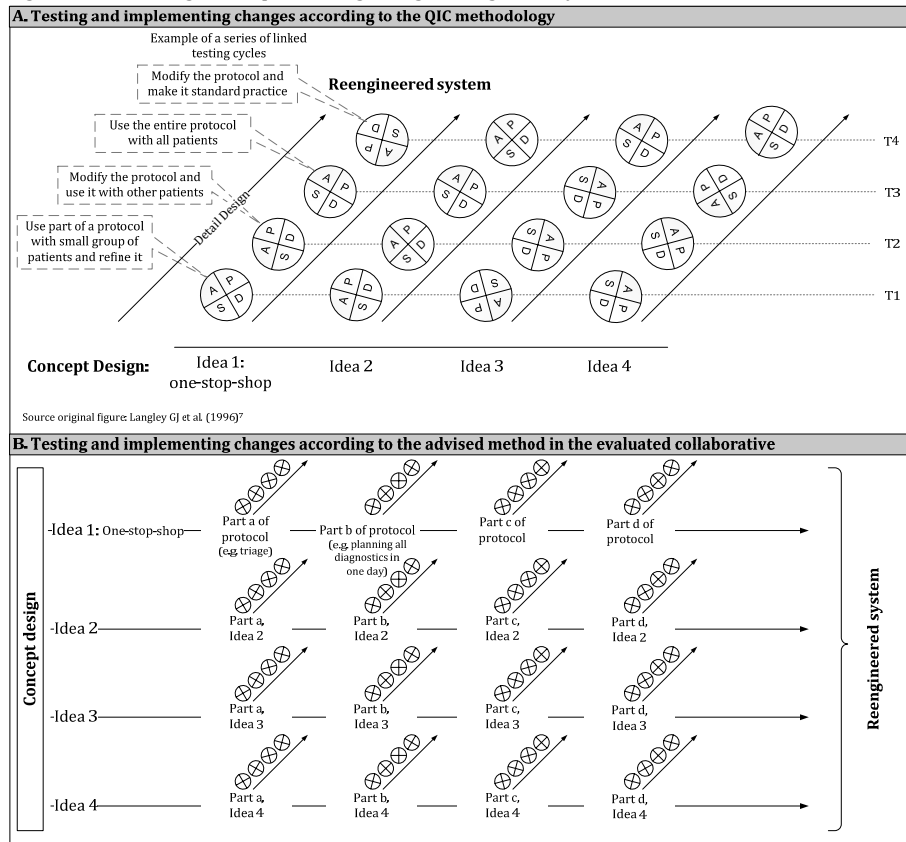 A. Testing and implementing changes according to the QIC methodology
Example of a series of linked
testing cycles
Modify the protocol and
make it standard practice
Reengineered system
Use the entire protocol
with all patients
Modify the protocol and
use it with other patients
Use part of a protocol
with small group of
patients and refine it
Detail Design
A P S D
A P S D
A P S D
A P S D
T4
A P S D
A P S D
A P S D
A P S D
T3
A P S D
A P S D
A P S D
A P S D
T2
A P S D
A P S D
A P S D
A P S D
T1
Concept Design:
Idea 1:
one-stop-shop
Idea 2
Idea 3
Idea 4
Source original figure: Langley GJ et al. (1996)7
B. Testing and implementing changes according to the advised method in the evaluated collaborative
Concept design
-Idea 1: One-stop-shop
Part a of
protocol
(e.g. triage)
Part b of protocol
(e.g. planning all
diagnostics in
one day)
Part c of
protocol
Part d of
protocol
-Idea 2
Part a,
Idea 2
Part b,
Idea 2
Part c,
Idea 2
Part d,
Idea 2
-Idea 3
Part a,
Idea 3
Part b,
Idea 3
Part c,
Idea 3
Part d,
Idea 3
-Idea 4
Part a,
Idea 4
Part b,
Idea 4
Part c,
Idea 4
Part d,
Idea 4
Reengineered system